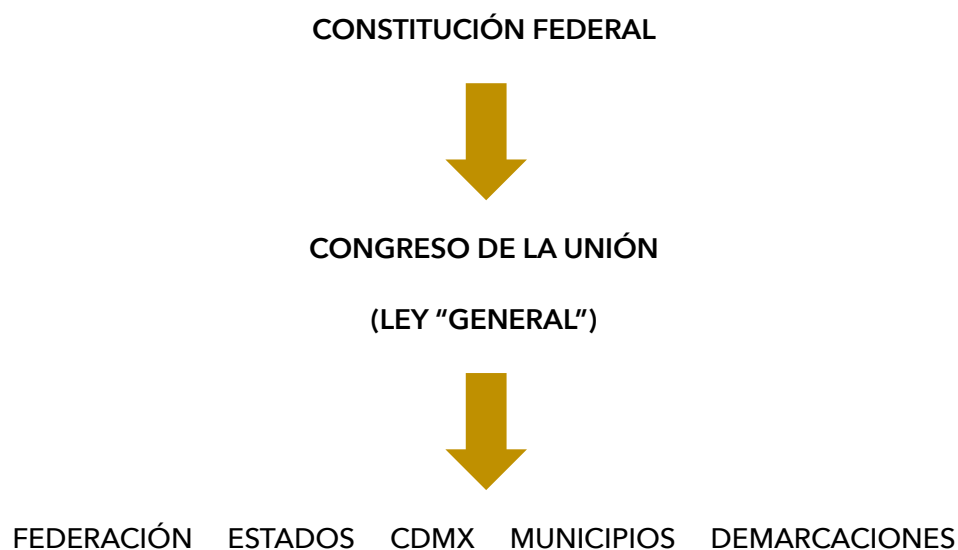 CONSTITUCIÓN FEDERAL
CONGRESO DE LA UNIÓN
(LEY “GENERAL”)
FEDERACIÓN ESTADOS CDMX MUNICIPIOS DEMARCACIONES